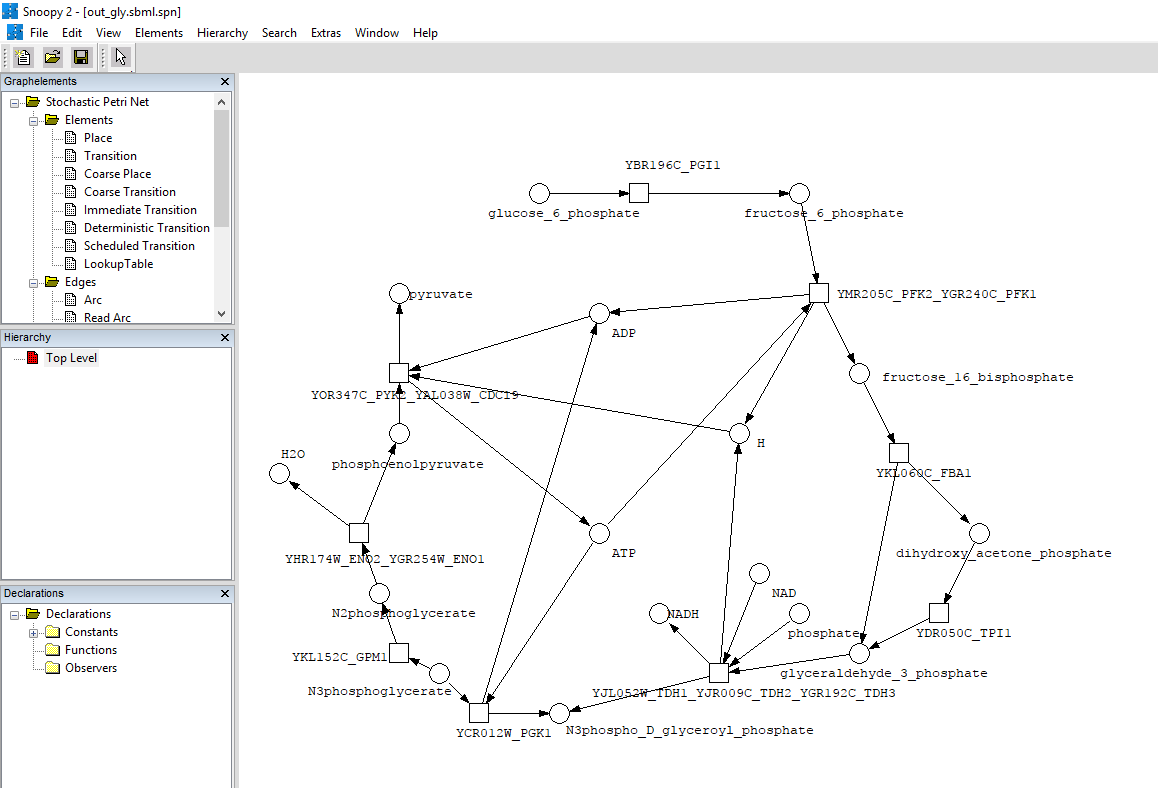 Snoopy 2 - [out_gly.sbml.spn]
File Edit View Elements Hierarchy Search Extras Window Help
Graphelements
Stochastic Petri Net
Elements
Place
Transition
Coarse Place
Coarse Transition
Immediate Transition
Deterministic Transition
Scheduled Transition
LookupTable
Edges
Arc
Read Arc
Hierarchy
Top Level
Declarations
Declarations
Constants
Functions
Observers
YBR196C_PGI1
glucose_6_phosphate
fructose_6_phosphate
pyruvate
YMR205C_PFK2_YGR240C_PFK1
ADP
fructose_16_bisphosphate
YOR347C_PYK2_YAL038W_CDC19
H
H2O
phosphoenolpyruvate
YKL060C_FBA1
YHR174W_ENO2_YGR254W_ENO1
ATP
dihydroxy_acetone_phosphate
NAD
N2phosphoglycerate
NADH
phosphate
YDR050C_TPI1
YKL152C_GPM1
glyceraldehyde_3_phosphate
N3phosphoglycerate
YJL052W_TDH1_YJR009C_TDH2_YGR192C_TDH3
YCR012W_PGK1
N3phospho_D_glyceroyl_phosphate